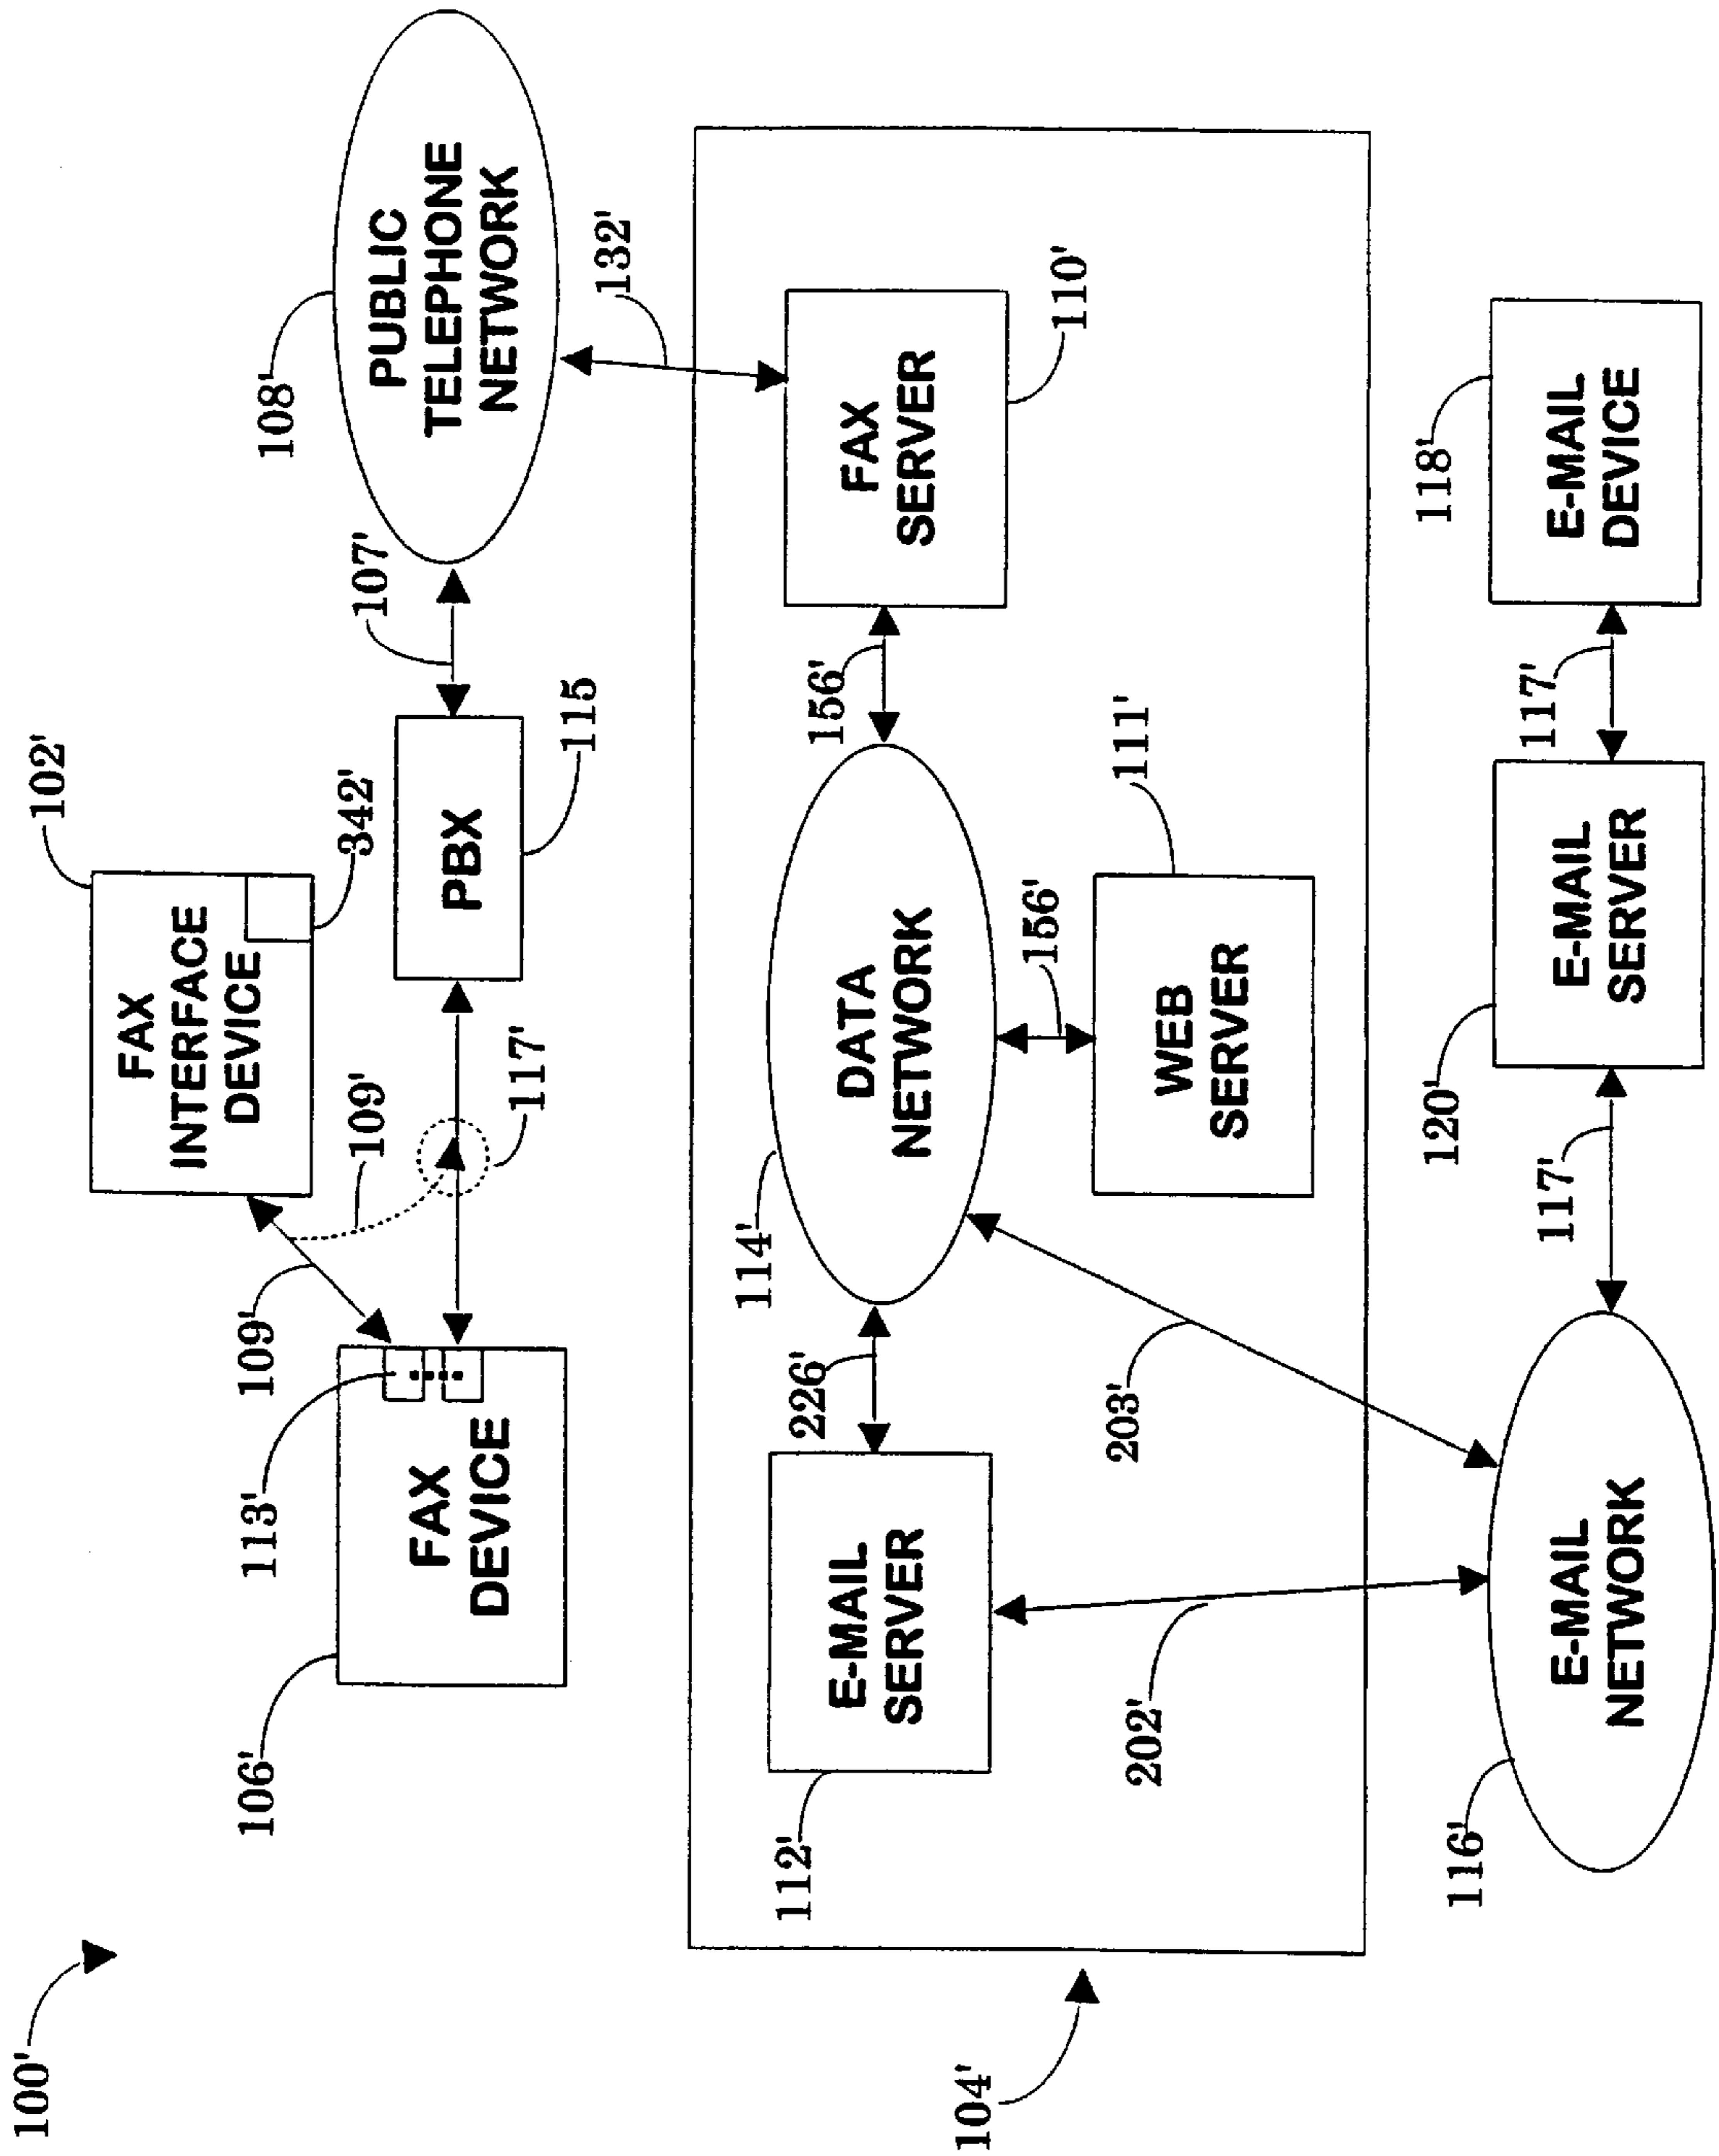 100'
102'
FAX
INTERFACE
DEVICE
342'
109'
109'
117'
113'
106'
FAX
DEVICE
PBX
115
107'
108'
PUBLIC
TELEPHONE
NETWORK
132'
104'
112'
E-MAIL
SERVER
226'
114'
DATA
NETWORK
156'
FAX
SERVER
110'
156'
WEB
SERVER
111'
202'
203'
116'
E-MAIL
NETWORK
117'
120'
E-MAIL
SERVER
117'
118'
E-MAIL
DEVICE